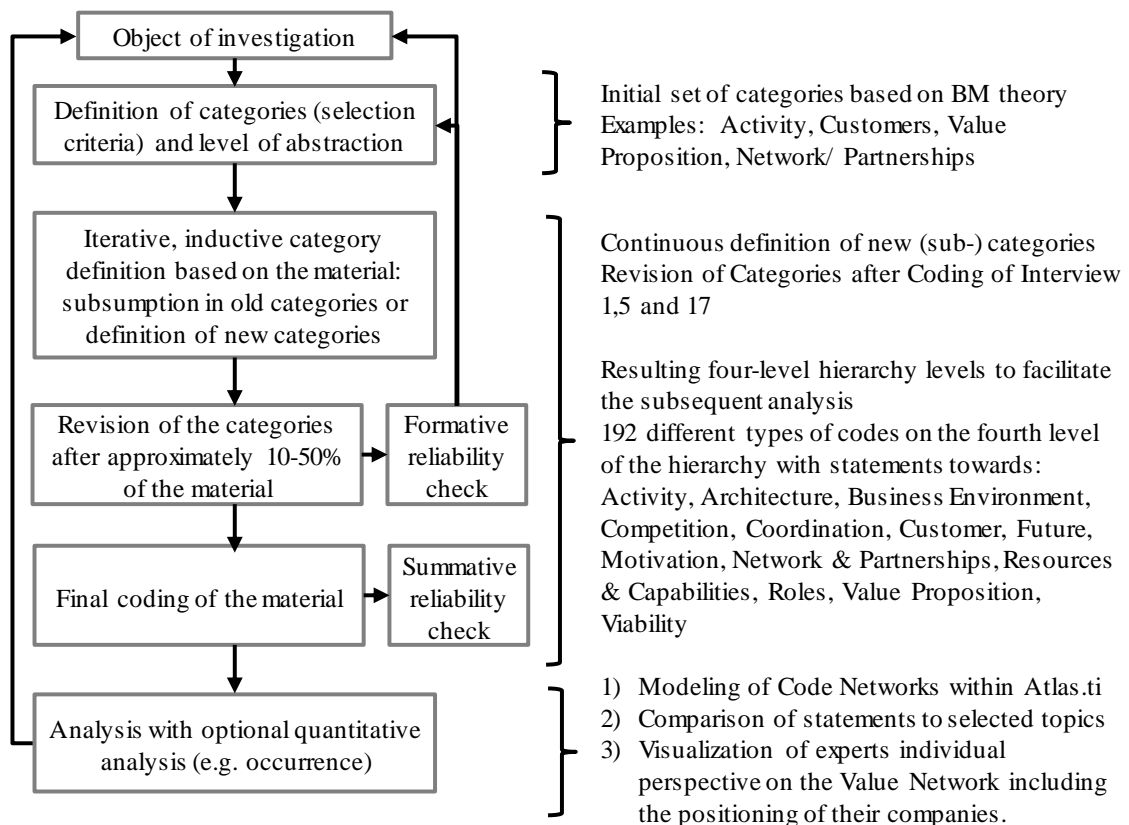 Object of investigation
Definition of categories (selection
criteria) and level of abstraction
Initial set of categories based on BM theory
Examples: Activity, Customers, Value
Proposition, Network/ Partnerships
Iterative, inductive category
definition based on the material:
subsumption in old categories or
definition of new categories
Continuous definition of new (sub-) categories
Revision of Categories after Coding of Interview
1,5 and 17
Revision of the categories
after approximately 10-50%
of the material
Formative
reliability
check
Final coding of the material
Summative
reliability
check
Resulting four-level hierarchy levels to facilitate
the subsequent analysis
192 different types of codes on the fourth level
of the hierarchy with statements towards:
Activity, Architecture, Business Environment,
Competition, Coordination, Customer, Future,
Motivation, Network & Partnerships, Resources
& Capabilities, Roles, Value Proposition,
Viability
Analysis with optional quantitative
analysis (e.g. occurrence)
1) Modeling of Code Networks within Atlas.ti
2) Comparison of statements to selected topics
3) Visualization of experts individual
perspective on the Value Network including
the positioning of their companies.